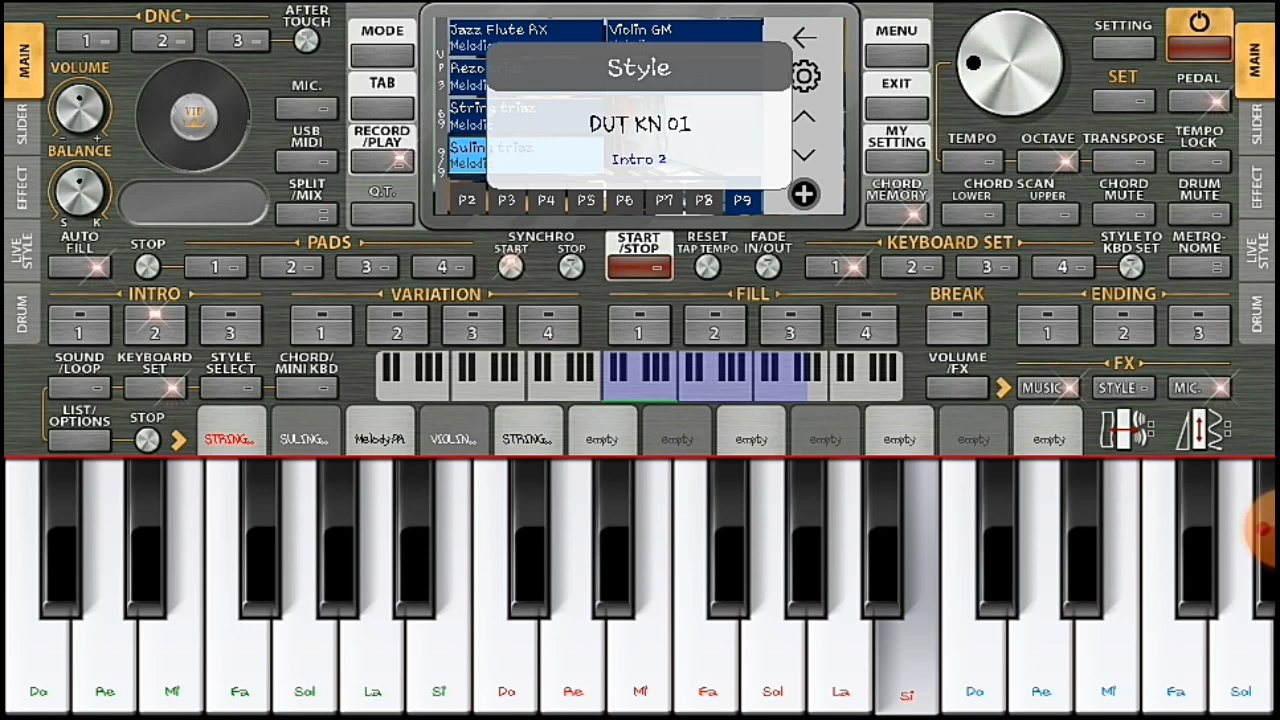 DNC
AFTER TOUCH
1 2 3
MAIN
VOLUME
BALANCE
S K
VIP
MIC.
USB MIDI
SPLIT /MIX
MODE
TAB
RECORD /PLAY
Q.T.
Jazz Flute RX
Violin GM
Style
DUT KN 01
Intro 2
String triaz
Suling triaz
P2 P3 P4 P5 P6 P7 P8 P9
MENU
EXIT
MY SETTING
CHORD MEMORY
SETTING
SET
PEDAL
MAIN
TEMPO OCTAVE TRANSPOSE TEMPO LOCK
CHORD SCAN
LOWER UPPER
CHORD MUTE
DRUM MUTE
SLIDER
EFFECT
LIVE STYLE
DRUM
SLIDER
EFFECT
LIVE STYLE
DRUM
AUTO FILL
STOP
PADS
1 2 3 4
SYNCHRO
START STOP
START /STOP
RESET
TAP TEMPO
FADE IN/OUT
KEYBOARD SET
1 2 3 4
STYLE TO KBD SET
METRO-NOME
INTRO
1 2 3
VARIATION
1 2 3 4
FILL
1 2 3 4
BREAK
ENDING
1 2 3
SOUND /LOOP
KEYBOARD SET
STYLE SELECT
CHORD/ MINI KBD
VOLUME /FX
FX
MUSIC STYLE MIC.
LIST/ OPTIONS
STOP
STRING.. SULING.. Melody PA VIOLIN.. STRING.. empty empty empty empty empty empty empty
Do Re Mi Fa Sol La Si Do Re Mi Fa Sol La Si Do Re Mi Fa Sol